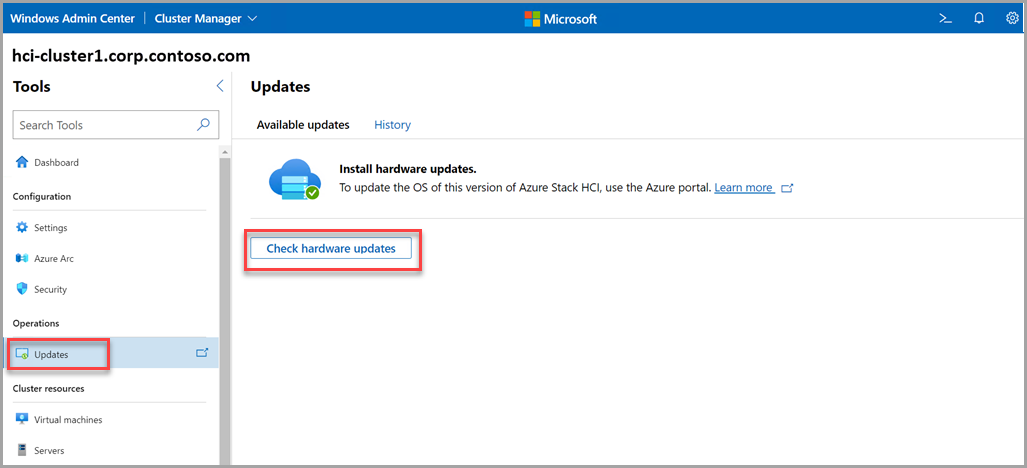 Windows Admin Center | Cluster Manager
Microsoft
hci-cluster1.corp.contoso.com
Tools
Search Tools
Dashboard
Configuration
Settings
Azure Arc
Security
Operations
Updates
Cluster resources
Virtual machines
Servers
Updates
Available updates History
Install hardware updates.
To update the OS of this version of Azure Stack HCI, use the Azure portal. Learn more
Check hardware updates